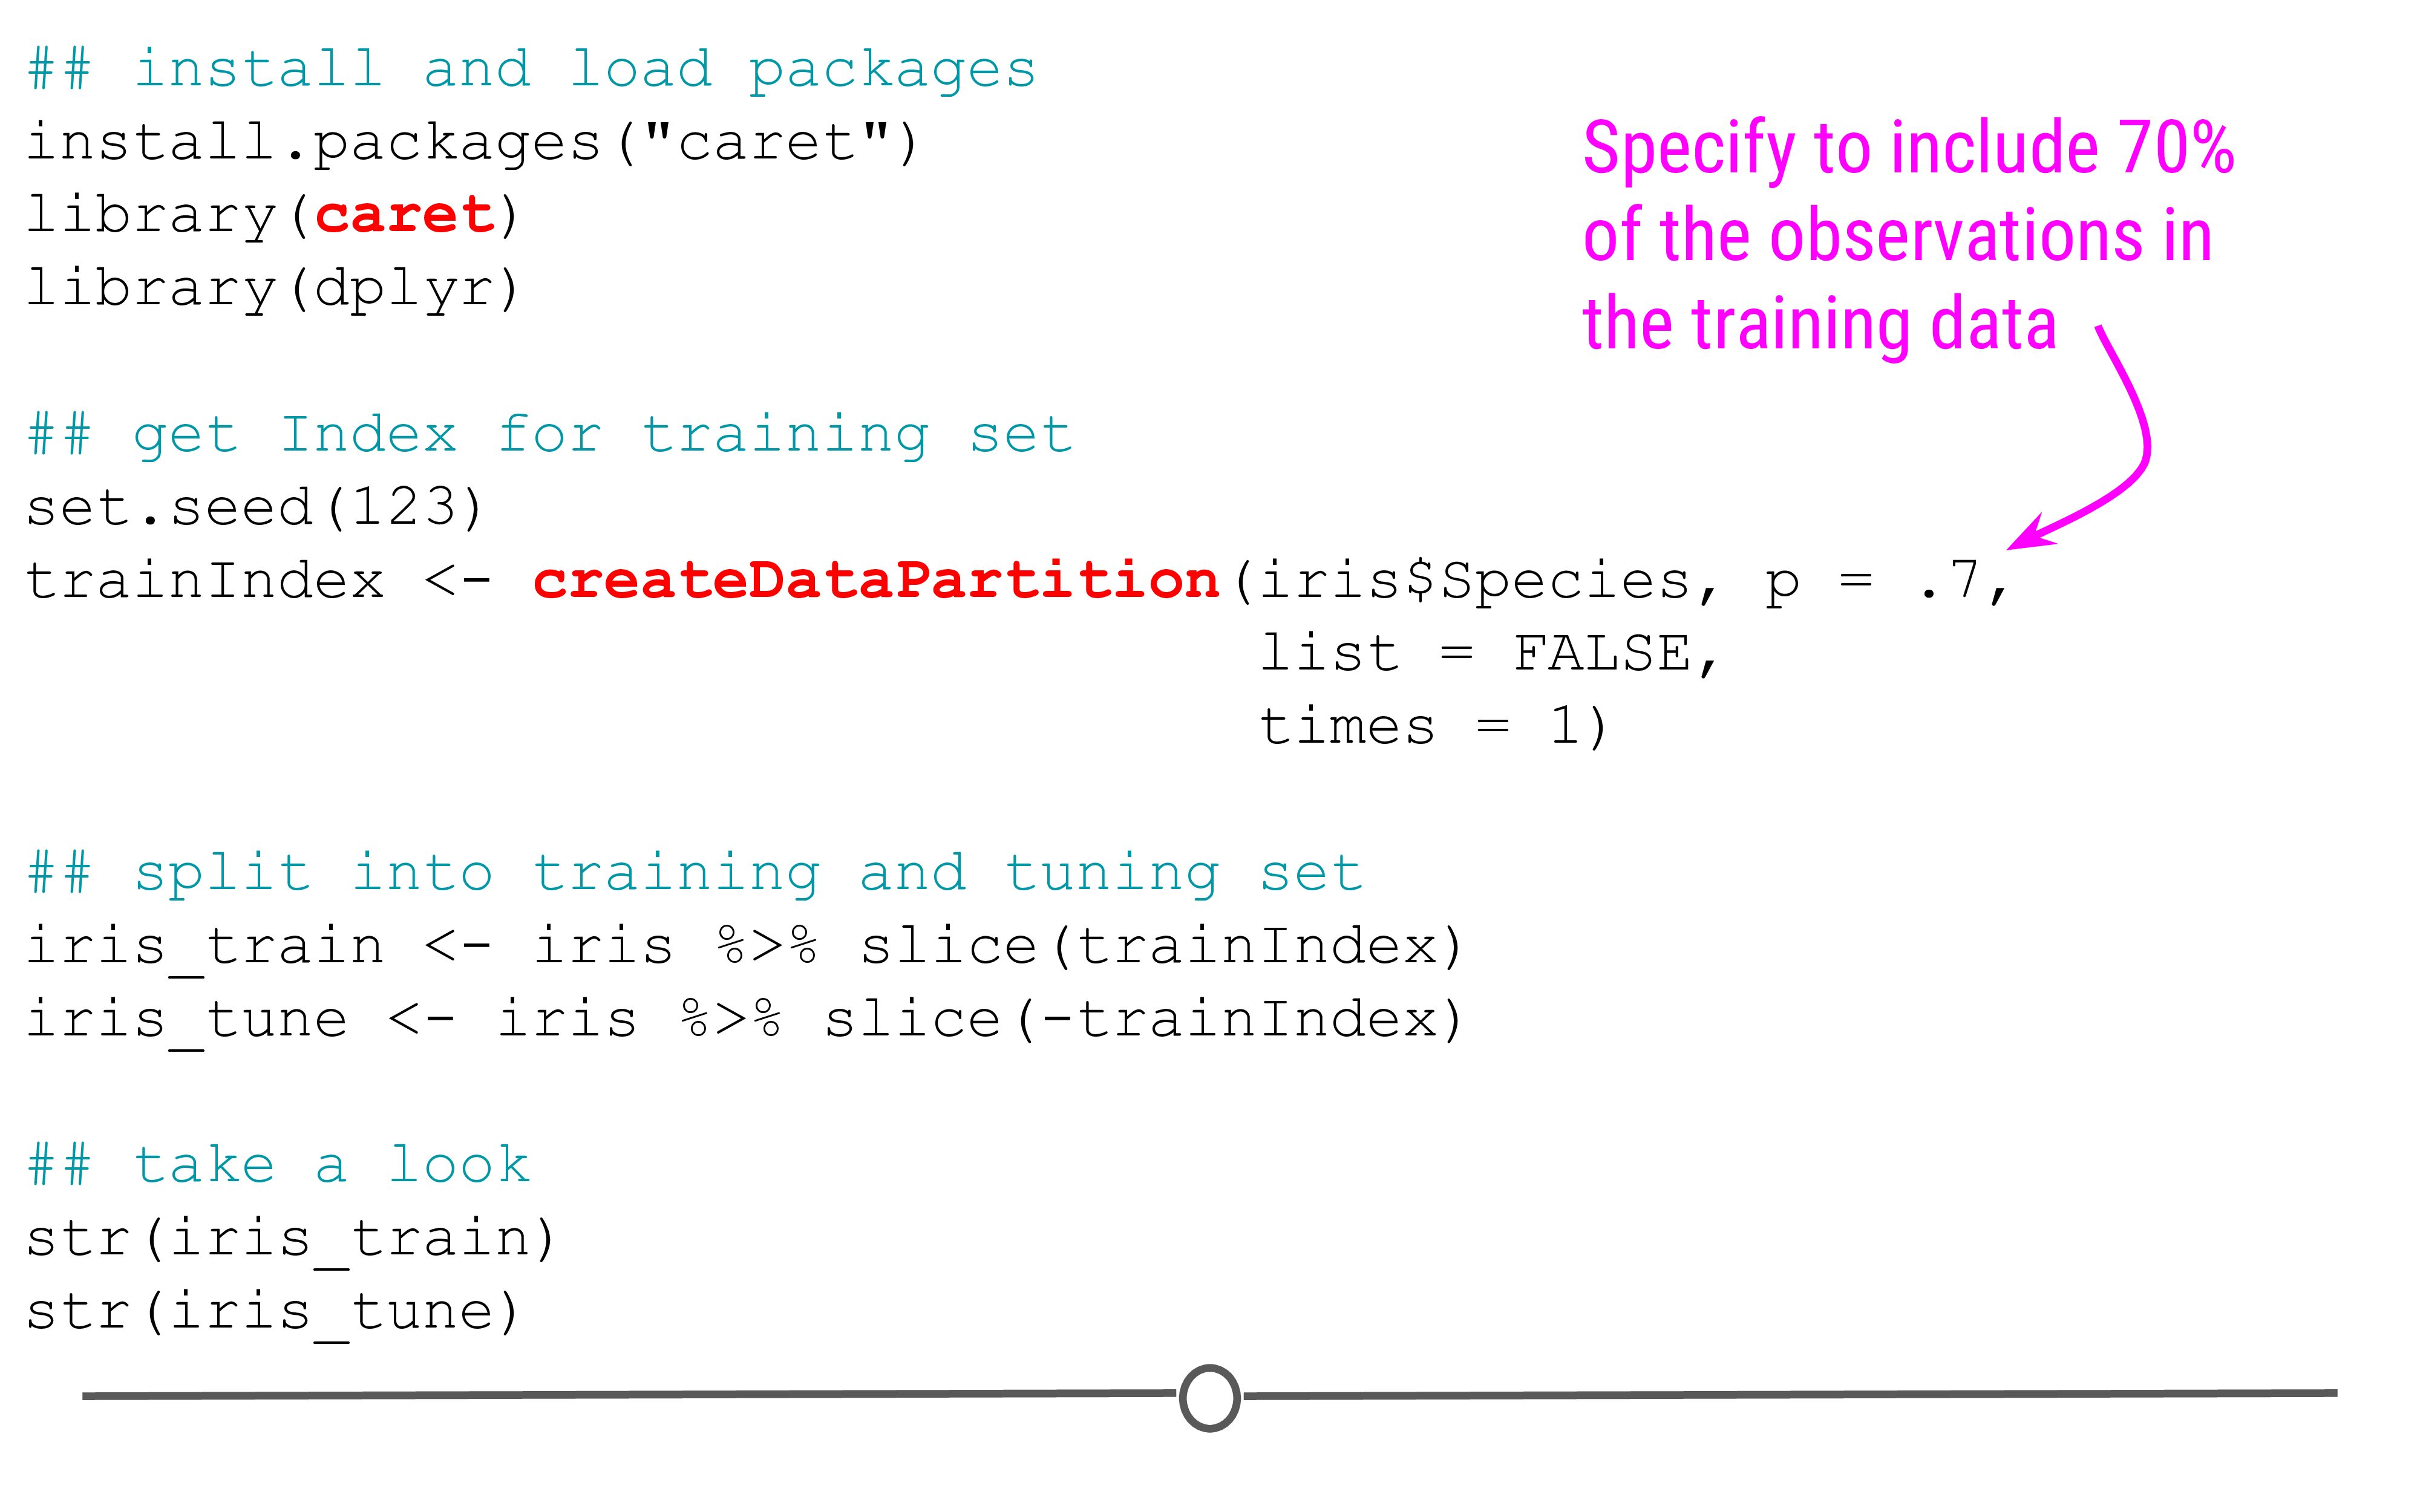 ## install and load packages
install.packages("caret")
library(caret)
library(dplyr)
Specify to include 70%
of the observations in
the training data
## get Index for training set
set.seed(123)
trainIndex <- createDataPartition(iris$Species, p = .7,
list = FALSE,
times = 1)
## split into training and tuning set
iris_train <- iris %>% slice(trainIndex)
iris_tune <- iris %>% slice(-trainIndex)
## take a look
str(iris_train)
str(iris_tune)